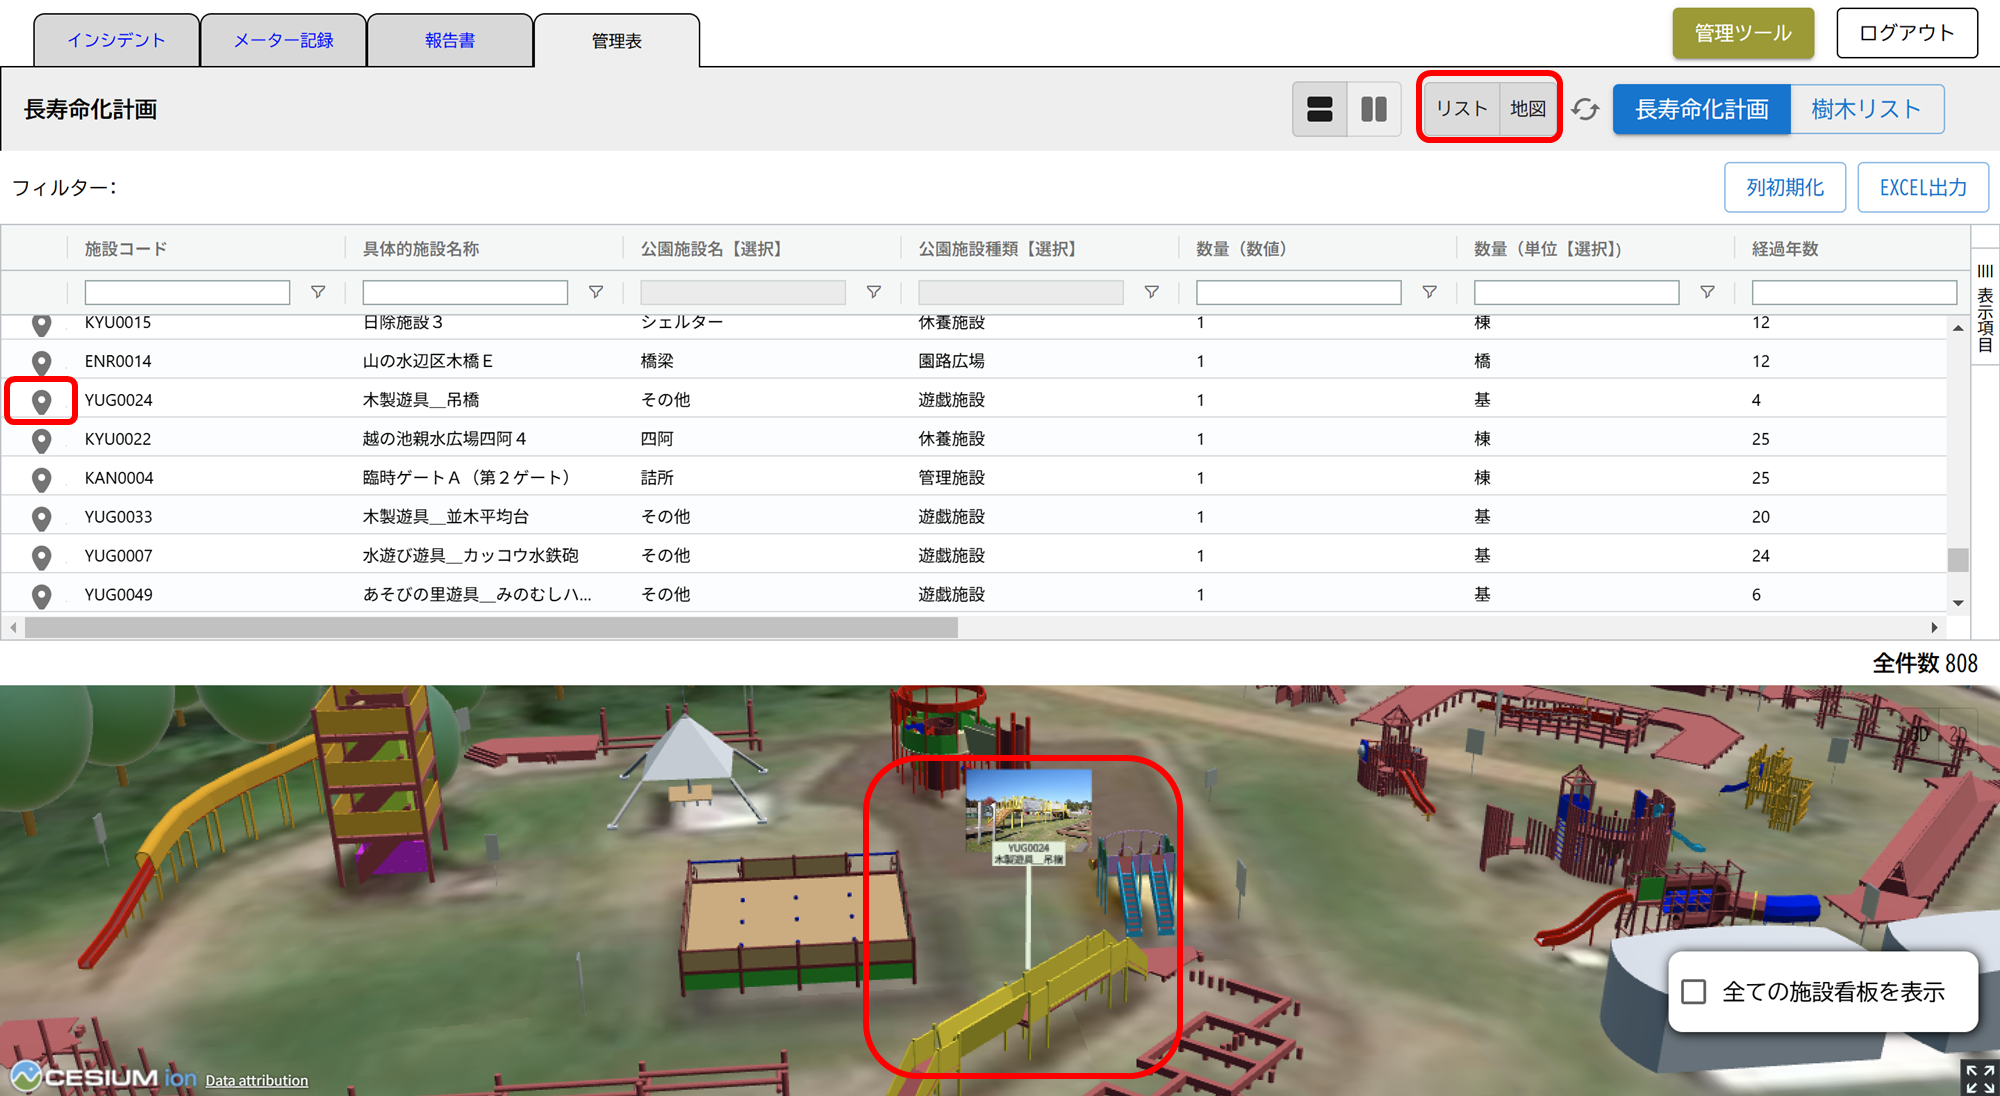 インシデント
メーター記録
報告書
管理表
管理ツール
ログアウト
長寿命化計画
リスト
地図
長寿命化計画
樹木リスト
フィルター：
列初期化
EXCEL出力
施設コード
具体的施設名称
公園施設名【選択】
公園施設種類【選択】
数量（数値）
数量（単位【選択】）
経過年数
表示項目
KYU0015 日除施設３ シェルター 休養施設 1 棟 12
ENR0014 山の水辺区木橋Ｅ 橋梁 園路広場 1 橋 12
YUG0024 木製遊具＿吊橋 その他 遊戯施設 1 基 4
KYU0022 越の池親水広場四阿４ 四阿 休養施設 1 棟 25
KAN0004 臨時ゲートＡ（第２ゲート） 詰所 管理施設 1 棟 25
YUG0033 木製遊具＿並木平均台 その他 遊戯施設 1 基 20
YUG0007 水遊び遊具＿カッコウ水鉄砲 その他 遊戯施設 1 基 24
YUG0049 あそびの里遊具＿みのむしハ... その他 遊戯施設 1 基 6
全件数 808
3D
2D
YUG0024
木製遊具＿吊橋
全ての施設看板を表示
CESIUM ion
Data attribution